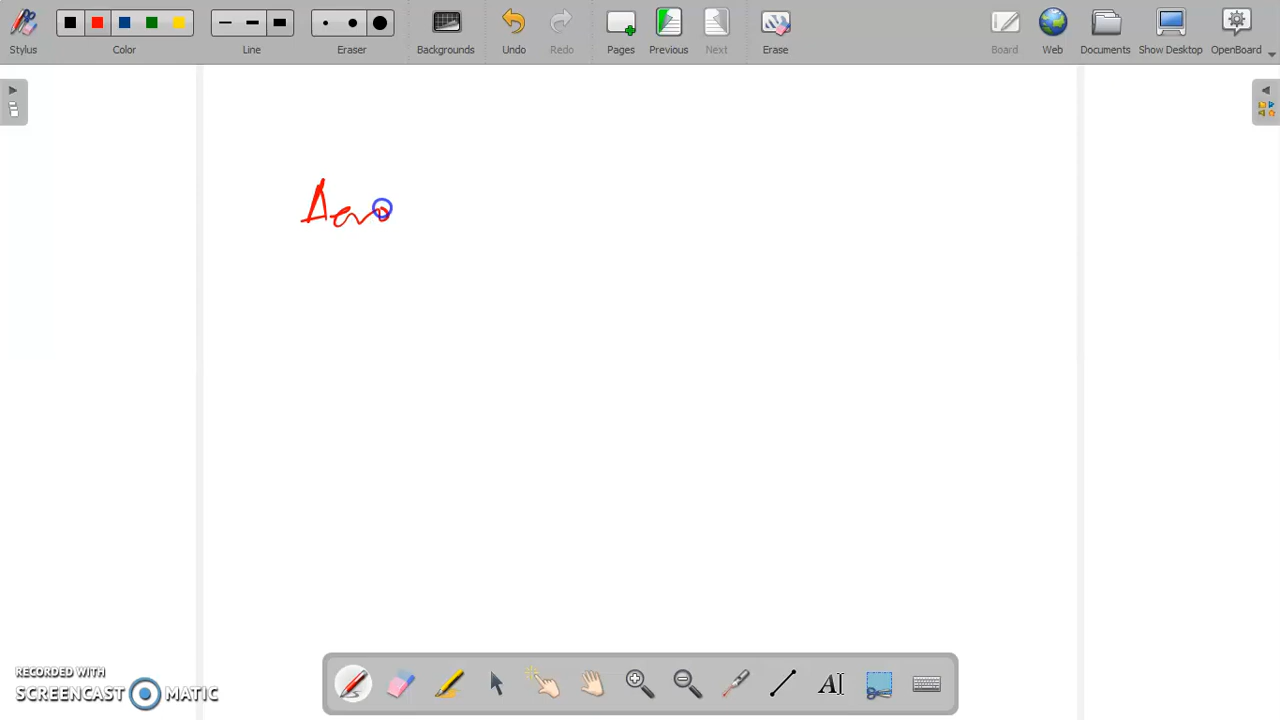 Stylus
Color
Line
Eraser
Backgrounds
Undo
Redo
Pages
Previous
Next
Erase
Board
Web
Documents
Show Desktop
OpenBoard
RECORDED WITH
SCREENCAST MATIC